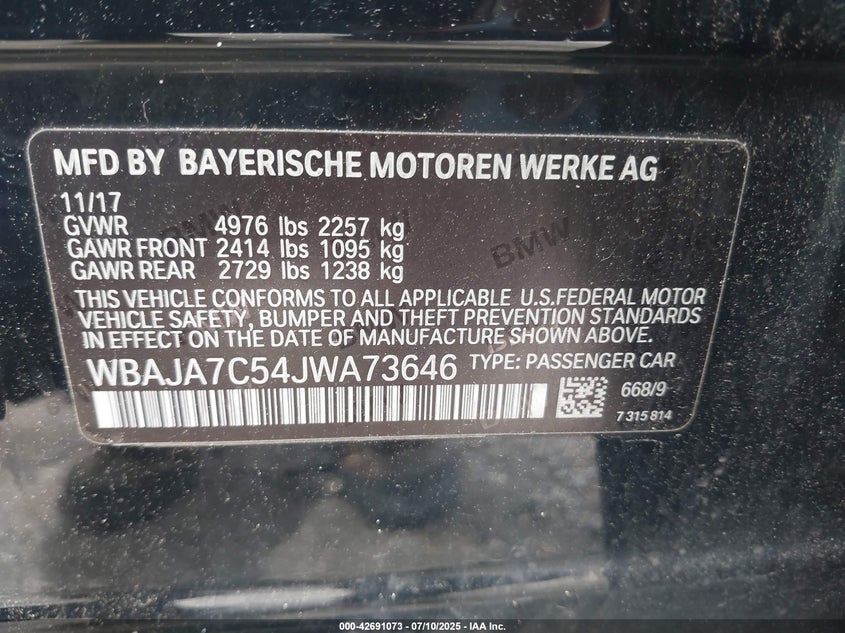 MFD BY BAYERISCHE MOTOREN WERKE AG
11/17
GVWR 4976 lbs 2257 kg
GAWR FRONT 2414 lbs 1095 kg
GAWR REAR 2729 lbs 1238 kg
THIS VEHICLE CONFORMS TO ALL APPLICABLE U.S.FEDERAL MOTOR
VEHICLE SAFETY, BUMPER AND THEFT PREVENTION STANDARDS
IN EFFECT ON THE DATE OF MANUFACTURE SHOWN ABOVE.
WBAJA7C54JWA73646 TYPE: PASSENGER CAR
668/9
7 315 814
BMW
000-42691073 / 07/10/2025 - IAA Inc.